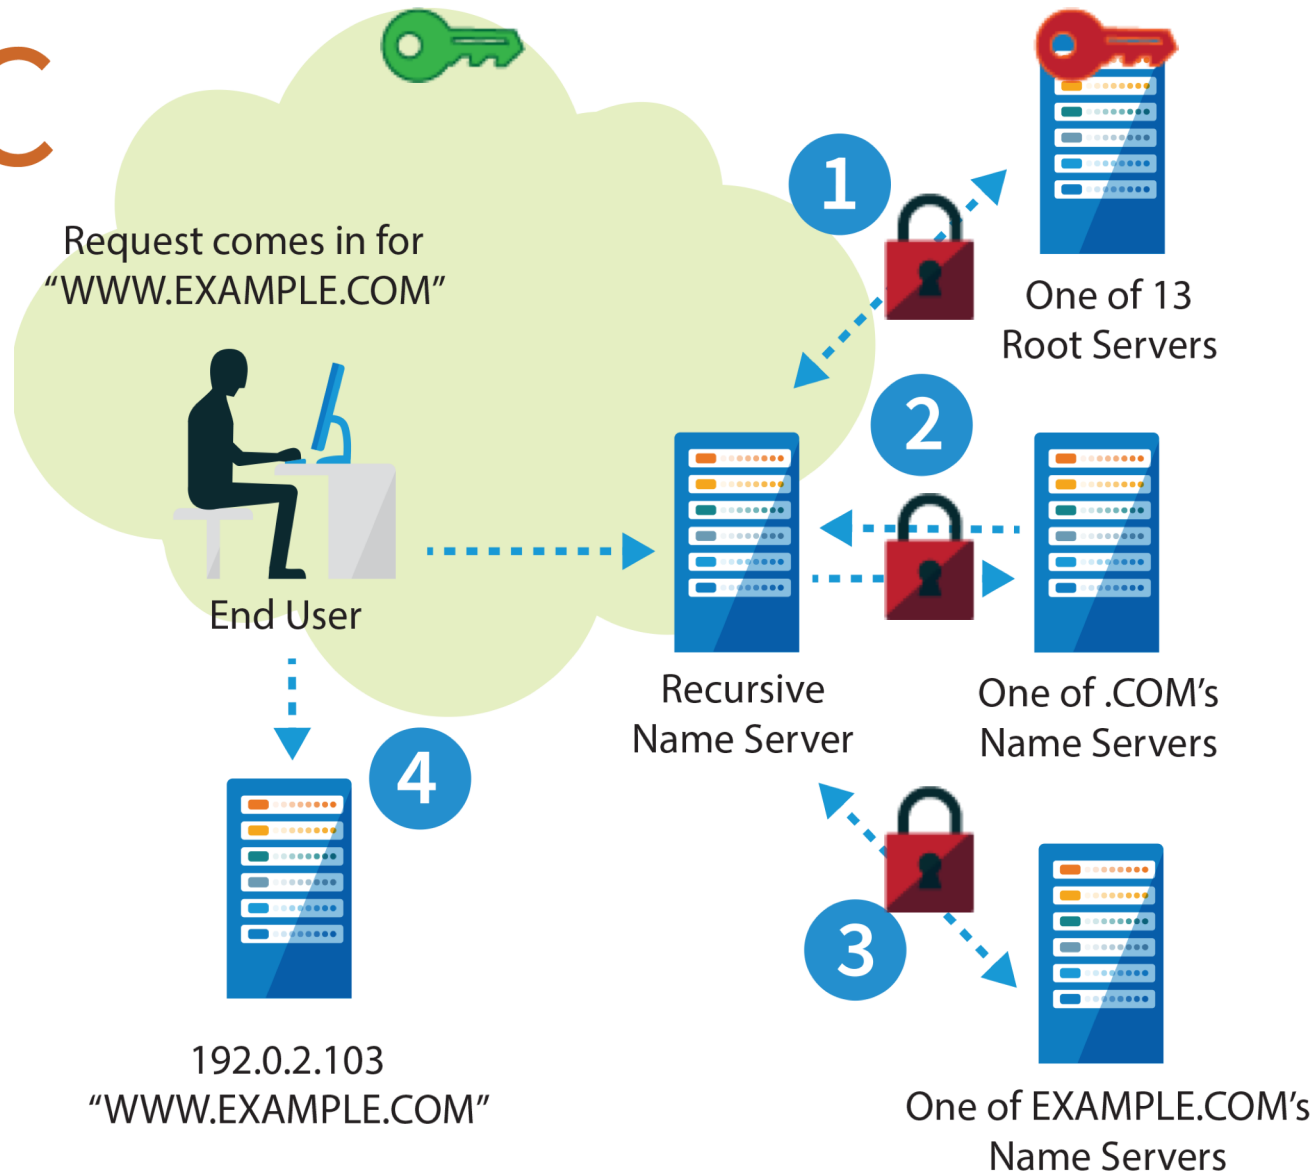 C
Request comes in for
“WWW.EXAMPLE.COM”
1
One of 13
Root Servers
2
End User
Recursive
Name Server
One of .COM’s
Name Servers
4
3
192.0.2.103
“WWW.EXAMPLE.COM”
One of EXAMPLE.COM’s
Name Servers